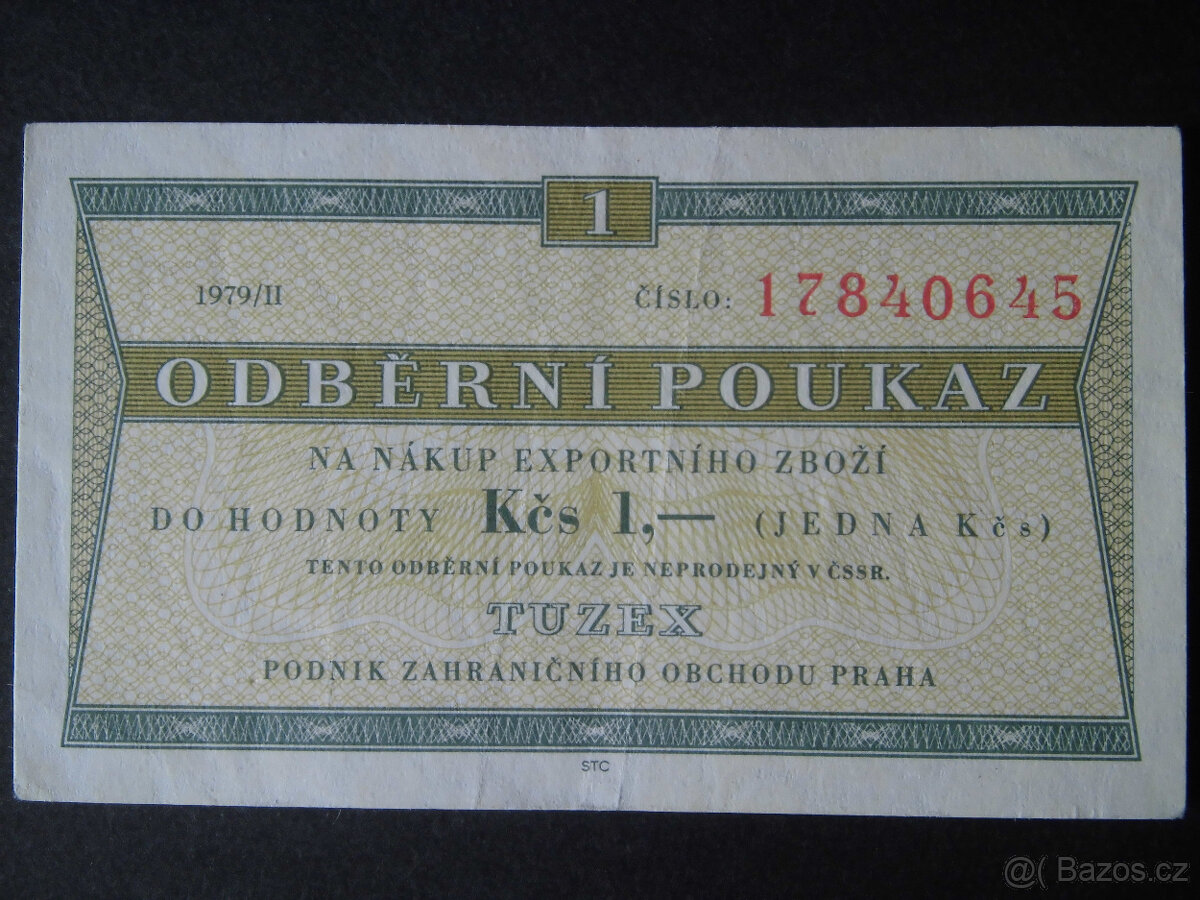 1
1979/II
ČÍSLO: 17840645
ODBĚRNÍ POUKAZ
NA NÁKUP EXPORTNÍHO ZBOŽÍ
DO HODNOTY Kčs 1,— (JEDNA Kčs)
TENTO ODBĚRNÍ POUKAZ JE NEPRODEJNÝ V ČSSR.
TUZEX
PODNIK ZAHRANIČNÍHO OBCHODU PRAHA
STC
@( Bazos.cz